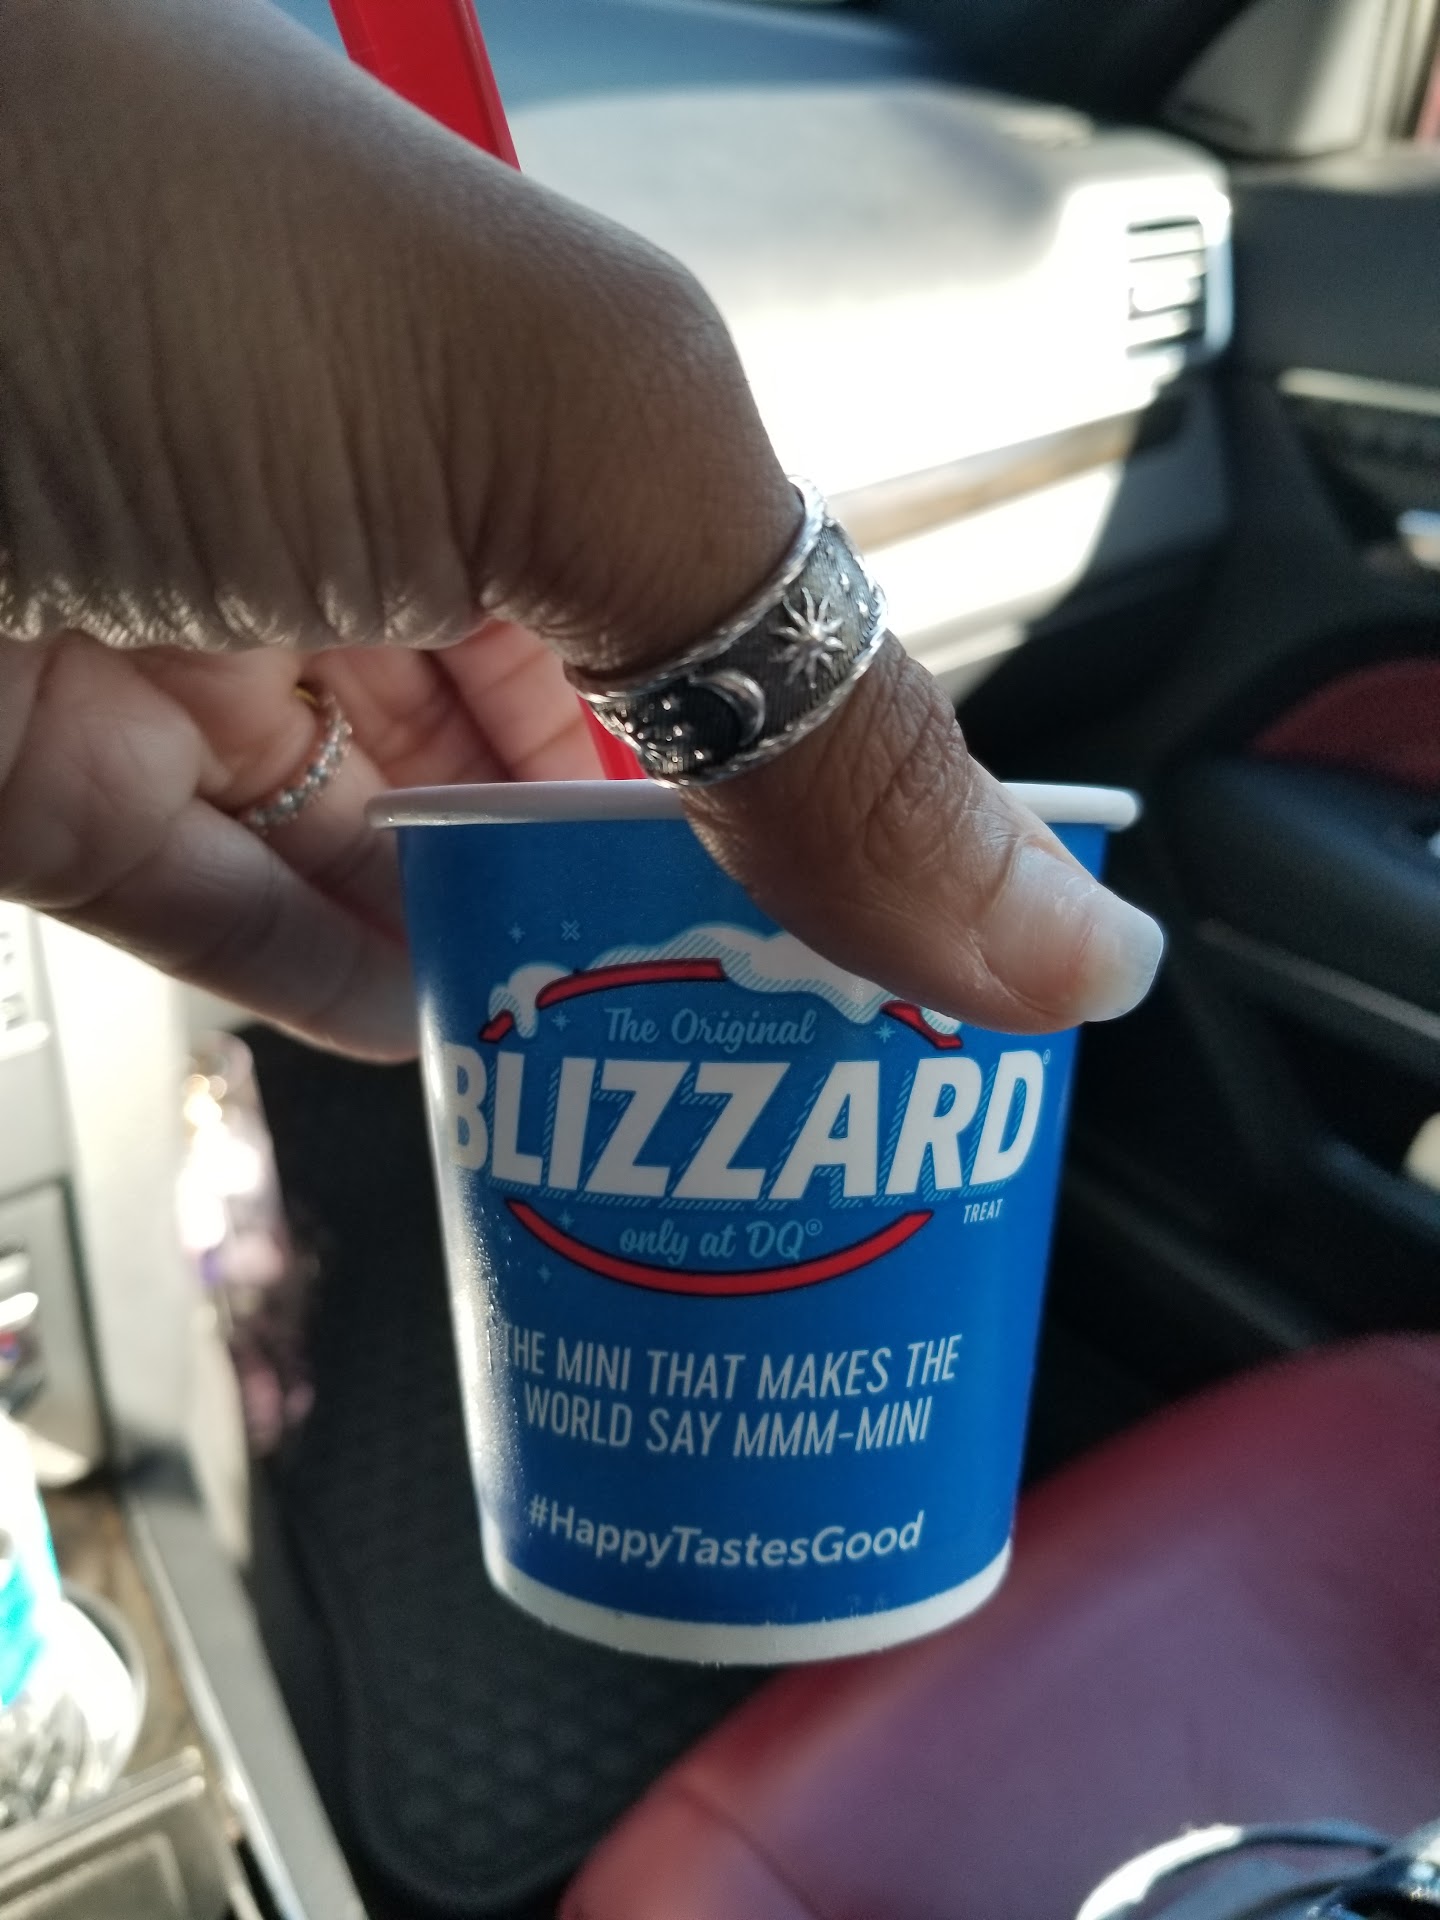 The Original
BLIZZARD®
TREAT
only at DQ®
THE MINI THAT MAKES THE
WORLD SAY MMM-MINI
#HappyTastesGood